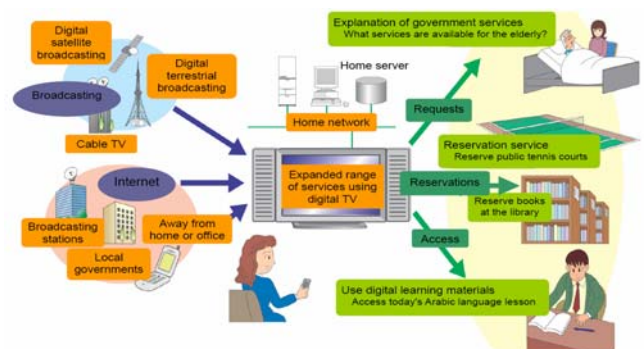 Digital
satellite
broadcasting
Digital
terrestrial
broadcasting
Broadcasting
Cable TV
Internet
Broadcasting
stations
Away from
home or office
Local
governments
Home server
Home network
Expanded range
of services using
digital TV
Requests
Reservations
Access
Explanation of government services
What services are available for the elderly?
Reservation service
Reserve public tennis courts
Reserve books
at the library
Use digital learning materials
Access today's Arabic language lesson